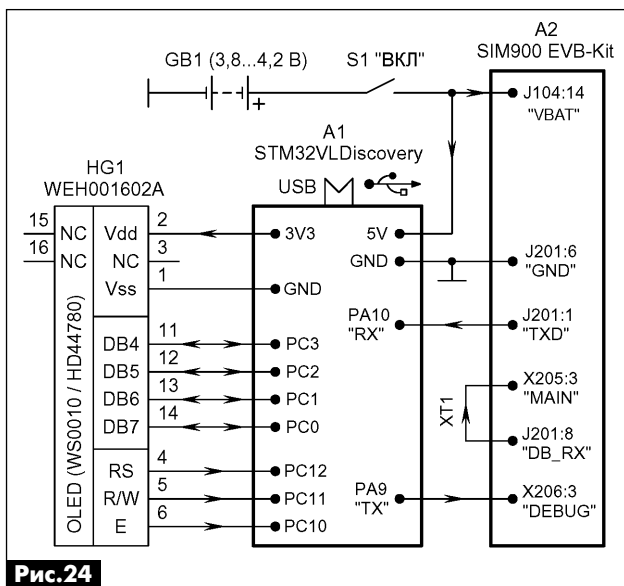 A2
SIM900 EVB-Kit
GB1 (3,8...4,2 В)
S1 "ВКЛ"
+
J104:14
"VBAT"
A1
STM32VLDiscovery
HG1
WEH001602A
USB
15 NC Vdd 2
3V3
5V
16 NC NC 3
GND
J201:6
"GND"
Vss 1
GND
PA10
"RX"
J201:1
"TXD"
DB4 11
PC3
DB5 12
PC2
X205:3
"MAIN"
DB6 13
PC1
XT1
DB7 14
PC0
J201:8
"DB_RX"
RS 4
PC12
R/W 5
PC11
PA9
"TX"
X206:3
"DEBUG"
E 6
PC10
OLED (WS0010 / HD44780)
Рис.24